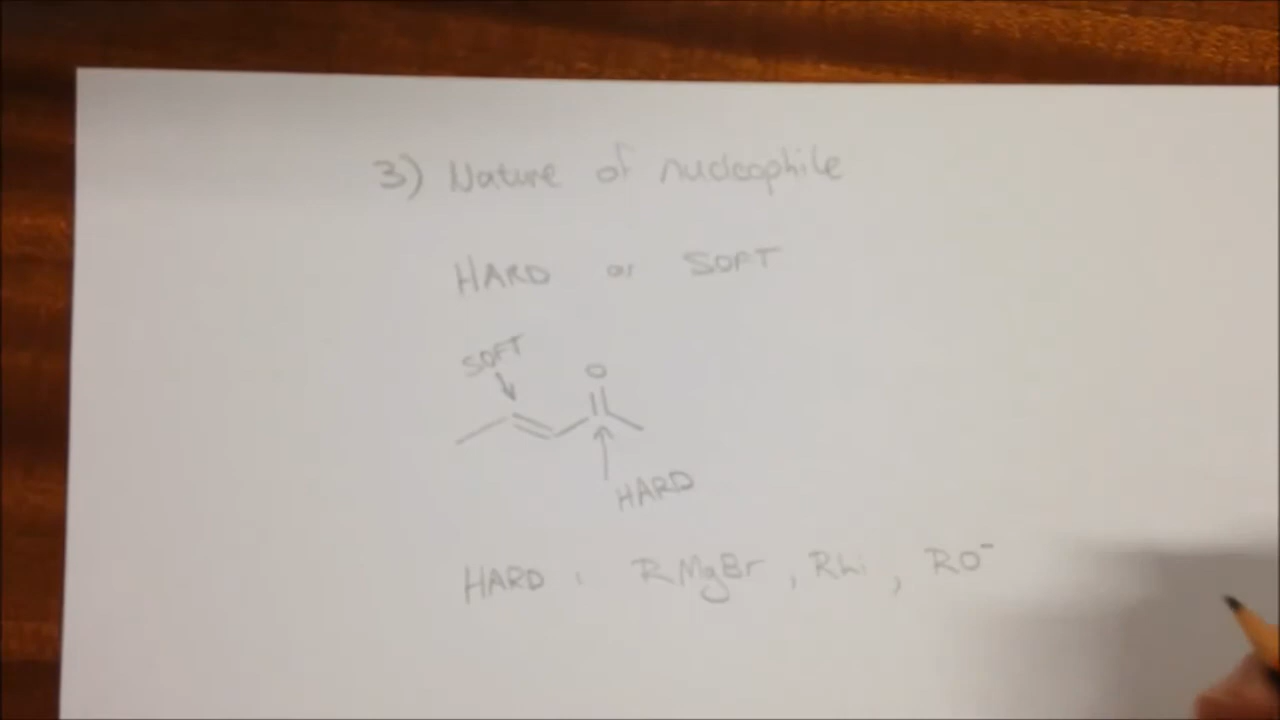 3) Nature of nucleophile
HARD or SOFT
SOFT
O
HARD
HARD : RMgBr , RLi , RO⁻